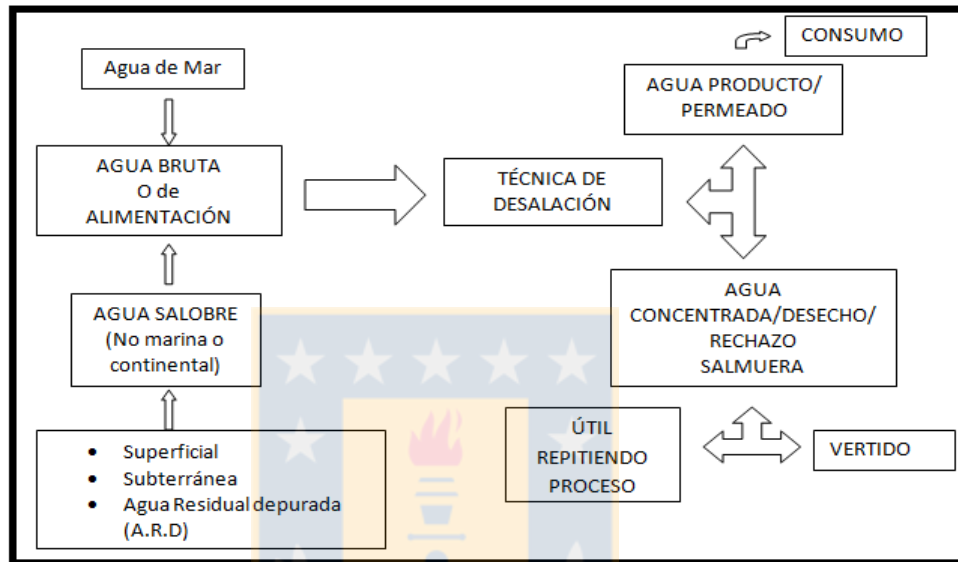 Agua de Mar
AGUA BRUTA
O de
ALIMENTACIÓN
AGUA SALOBRE
(No marina o
continental)
• Superficial
• Subterránea
• Agua Residual depurada
(A.R.D)
TÉCNICA DE
DESALACIÓN
CONSUMO
AGUA PRODUCTO/
PERMEADO
AGUA
CONCENTRADA/DESECHO/
RECHAZO
SALMUERA
ÚTIL
REPITIENDO
PROCESO
VERTIDO